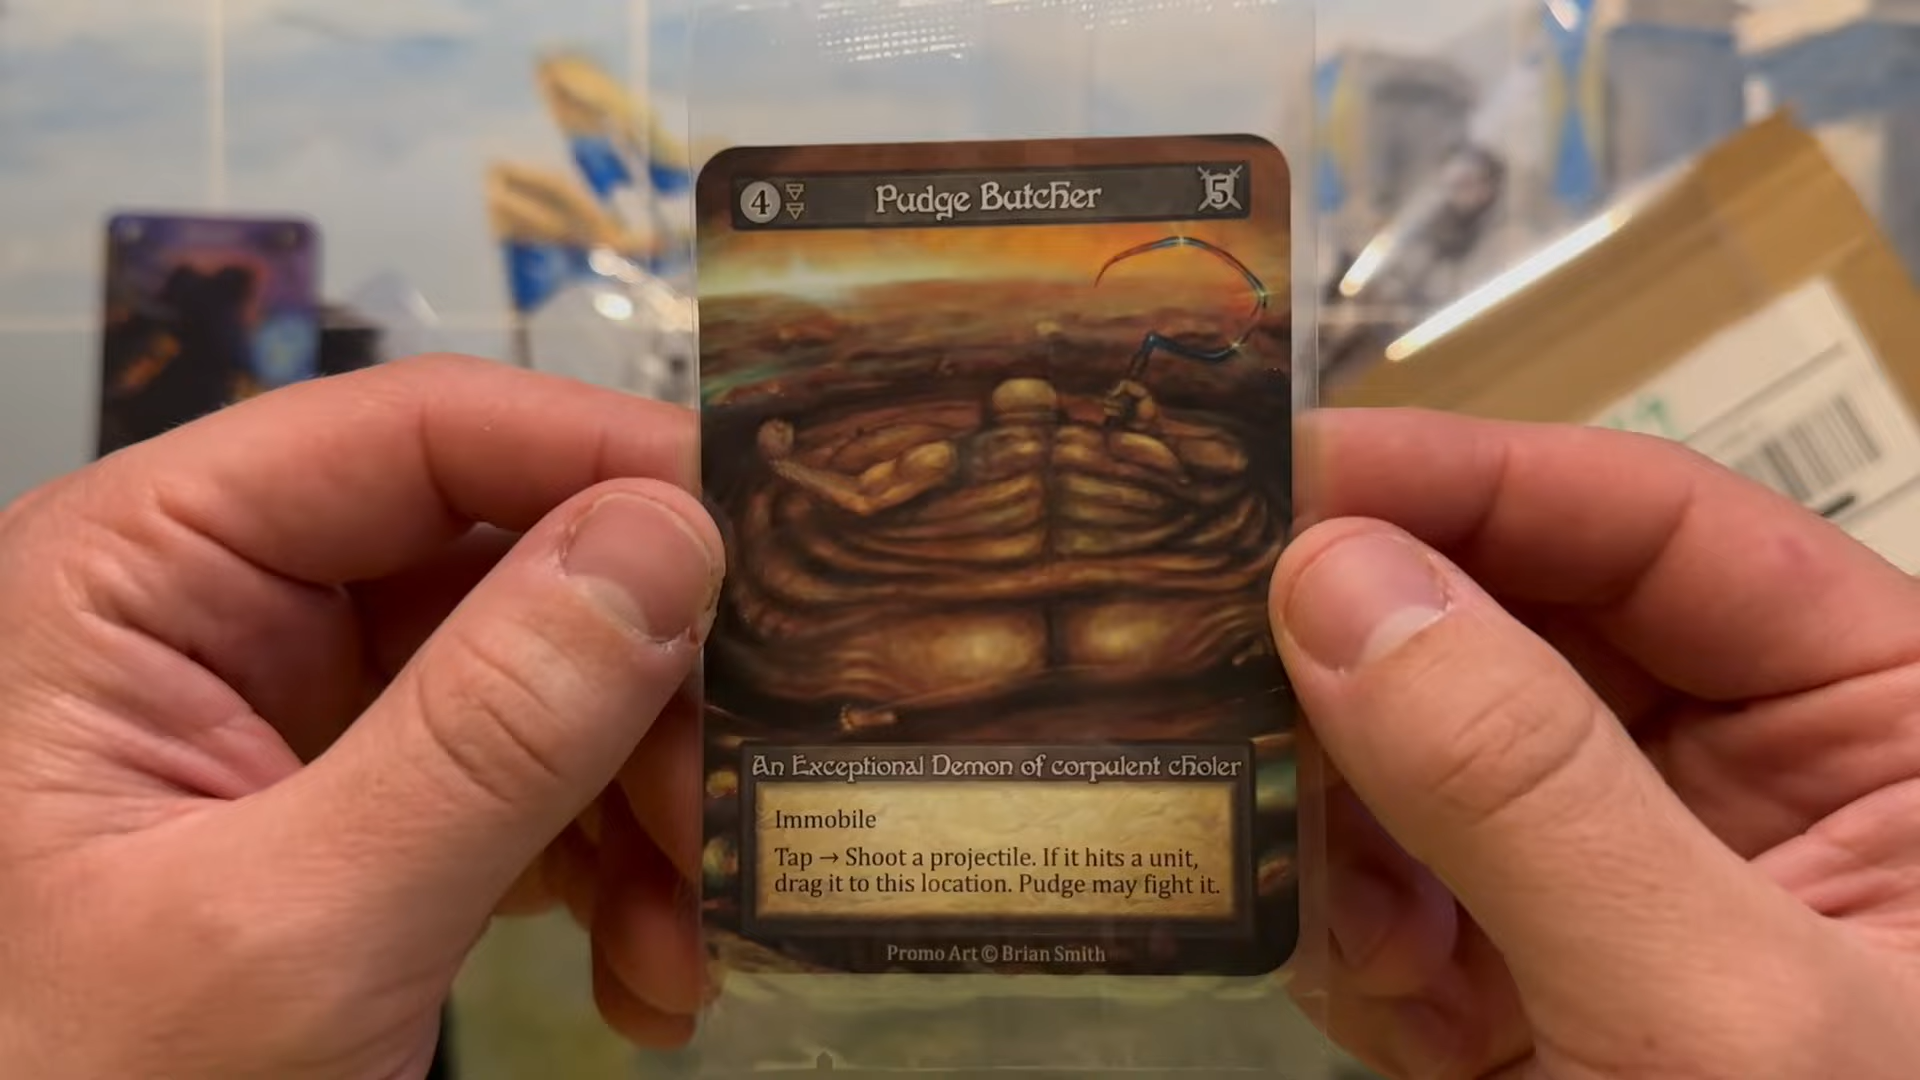 4
Pudge Butcher
5
An Exceptional Demon of corpulent choler
Immobile
Tap → Shoot a projectile. If it hits a unit,
drag it to this location. Pudge may fight it.
Promo Art © Brian Smith